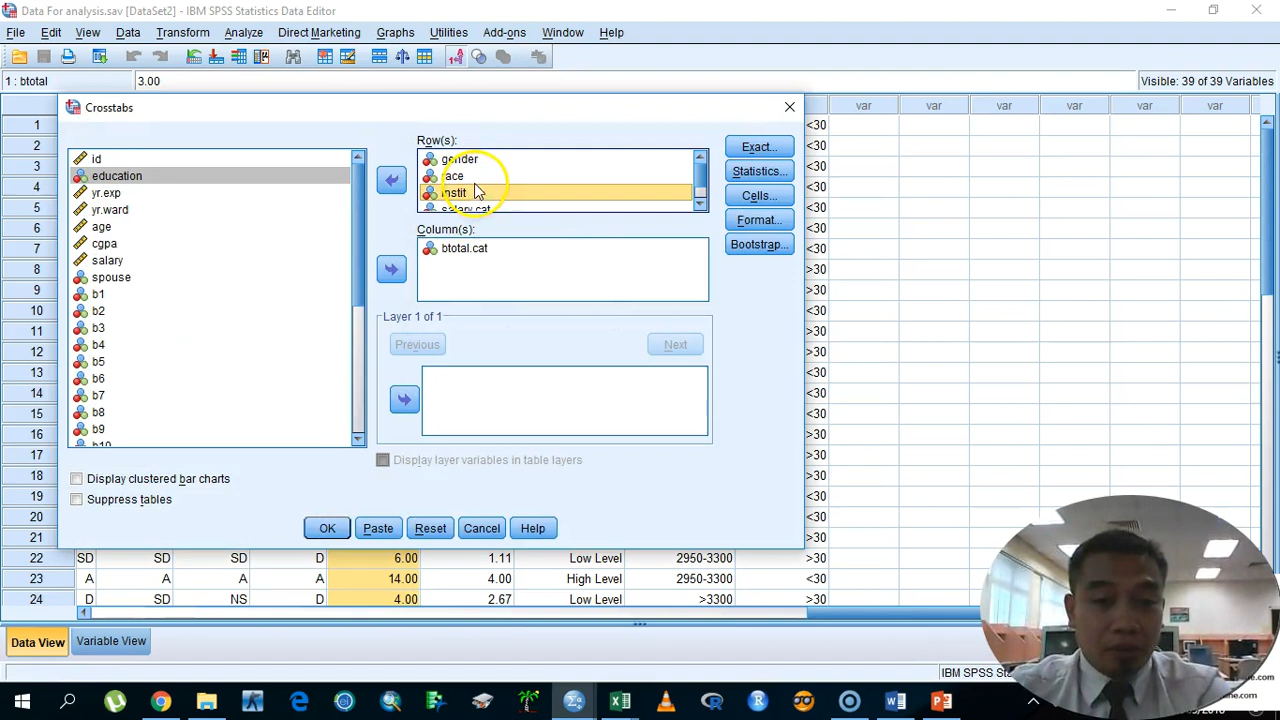 Data For analysis.sav [DataSet2] - IBM SPSS Statistics Data Editor
File Edit View Data Transform Analyze Direct Marketing Graphs Utilities Add-ons Window Help
1 : btotal 3.00 Visible: 39 of 39 Variables
Crosstabs
var var var var var var
id
education
yr.exp
yr.ward
age
cgpa
salary
spouse
b1
b2
b3
b4
b5
b6
b7
b8
b9
b10
Row(s):
gender
race
instit
salary.cat
Column(s):
btotal.cat
Layer 1 of 1
Previous Next
Display layer variables in table layers
Exact...
Statistics...
Cells...
Format...
Bootstrap...
Display clustered bar charts
Suppress tables
OK Paste Reset Cancel Help
1 <30
2 <30
3 >30
4 <30
5 <30
6 <30
7 >30
8 <30
9 >30
10 <30
11 >30
12 <30
13 <30
14 <30
15 <30
16 >30
17 <30
18 >30
19 <30
20 >30
21 <30
22 SD SD SD D 6.00 1.11 Low Level 2950-3300 >30
23 A A A A 14.00 4.00 High Level 2950-3300 <30
24 D SD NS D 4.00 2.67 Low Level >3300 >30
Data View Variable View
IBM SPSS